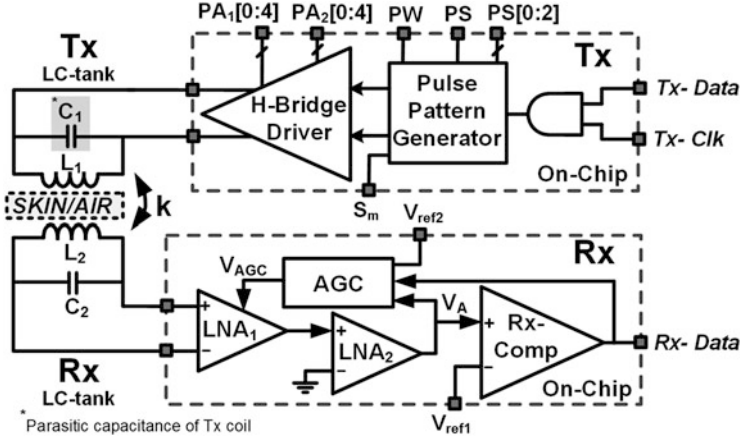 PA1[0:4] PA2[0:4] PW PS PS[0:2]
Tx
LC-tank
Tx
*C1
H-Bridge
Driver
Pulse
Pattern
Generator
Tx- Data
Tx- Clk
L1
On-Chip
SKIN/AIR
k
Sm
Vref2
L2
Rx
VAGC
AGC
C2
VA
+
LNA1
−
+
LNA2
−
+
Rx-
Comp
−
Rx- Data
Rx
LC-tank
On-Chip
Vref1
*Parasitic capacitance of Tx coil